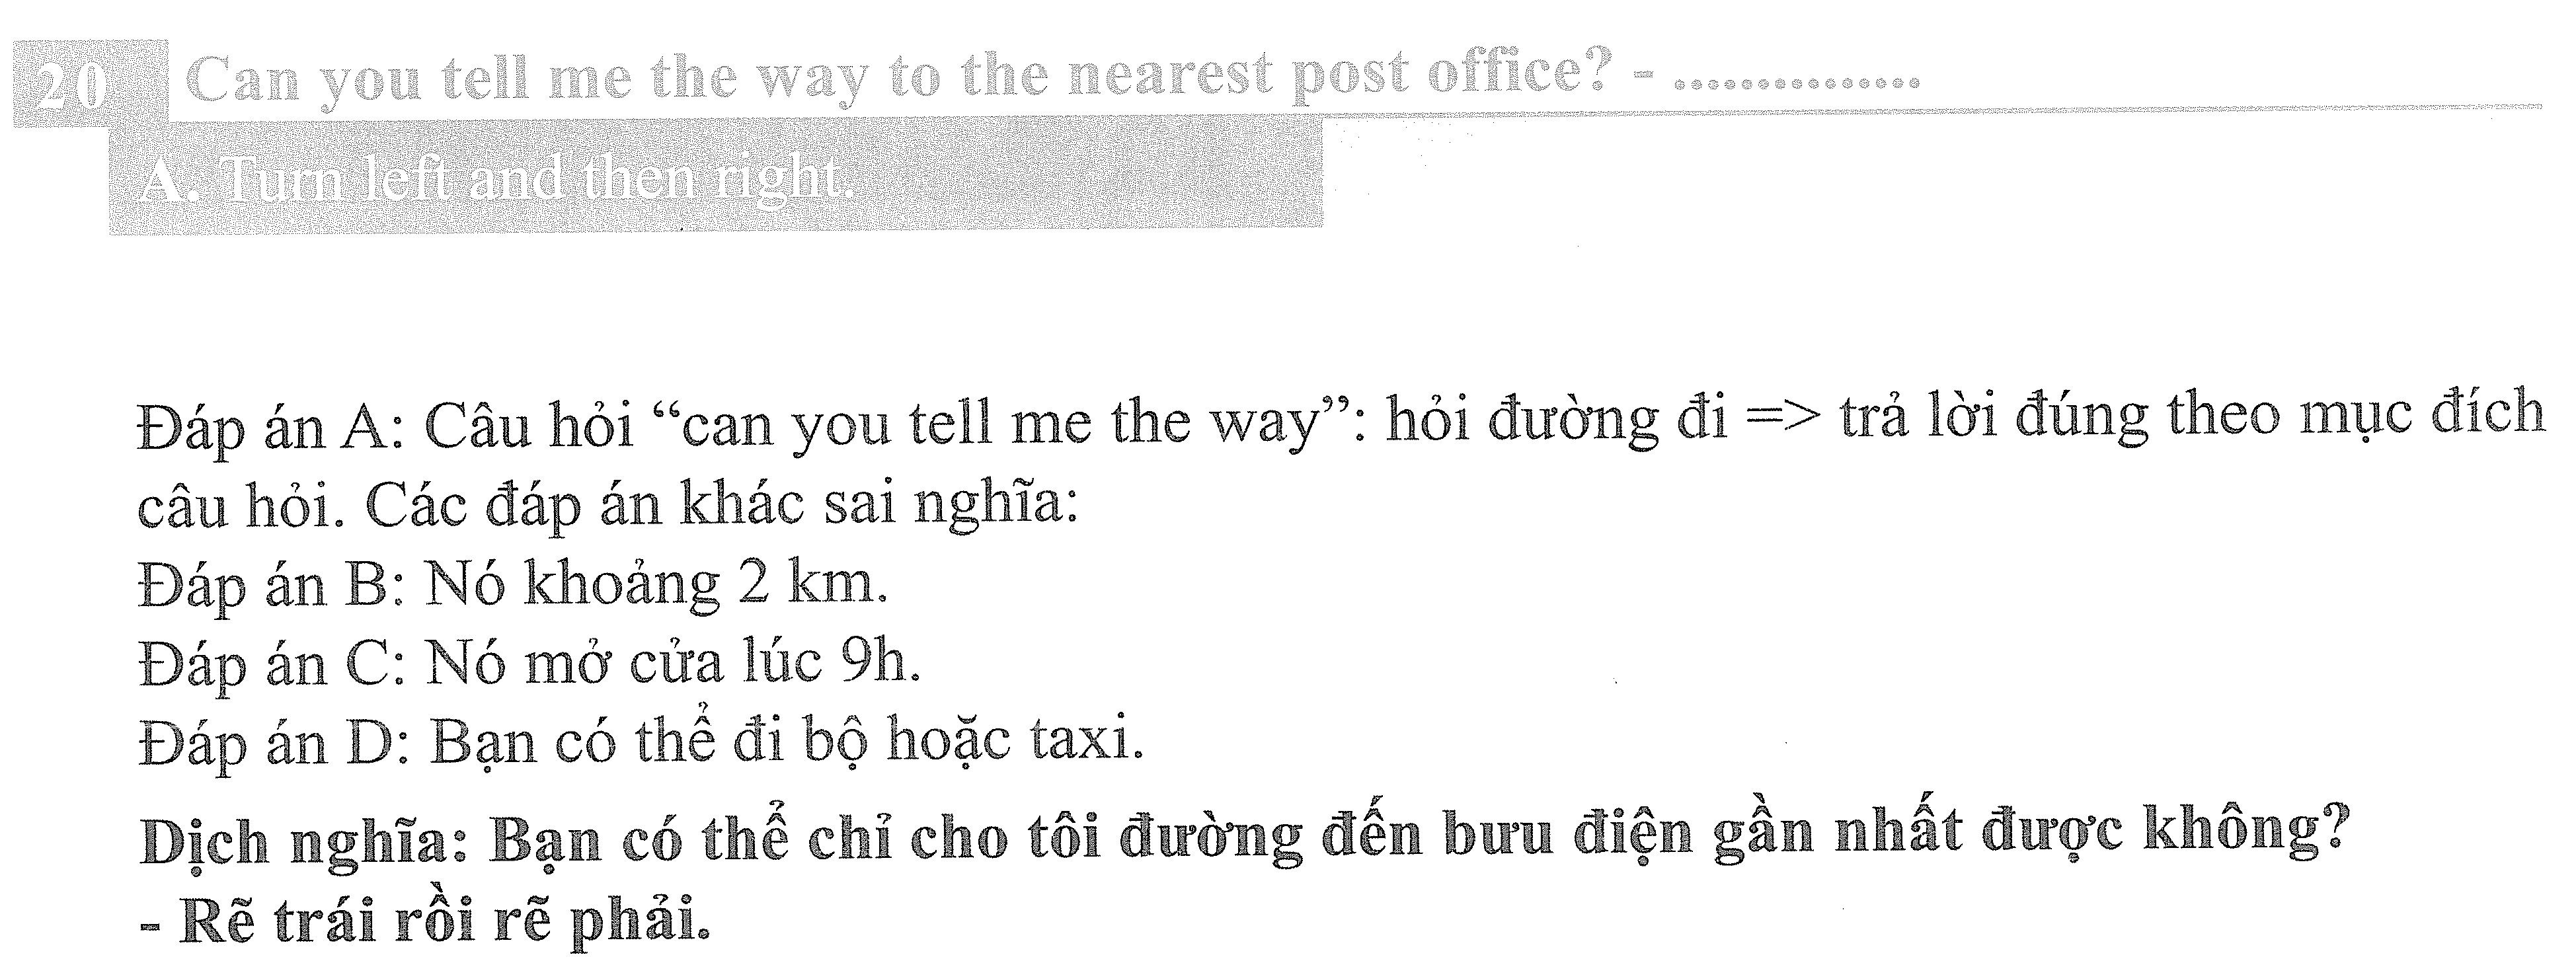 20 Can you tell me the way to the nearest post office? - ...............
A. Turn left and then right.
Đáp án A: Câu hỏi “can you tell me the way”: hỏi đường đi => trả lời đúng theo mục đích
câu hỏi. Các đáp án khác sai nghĩa:
Đáp án B: Nó khoảng 2 km.
Đáp án C: Nó mở cửa lúc 9h.
Đáp án D: Bạn có thể đi bộ hoặc taxi.
Dịch nghĩa: Bạn có thể chỉ cho tôi đường đến bưu điện gần nhất được không?
- Rẽ trái rồi rẽ phải.